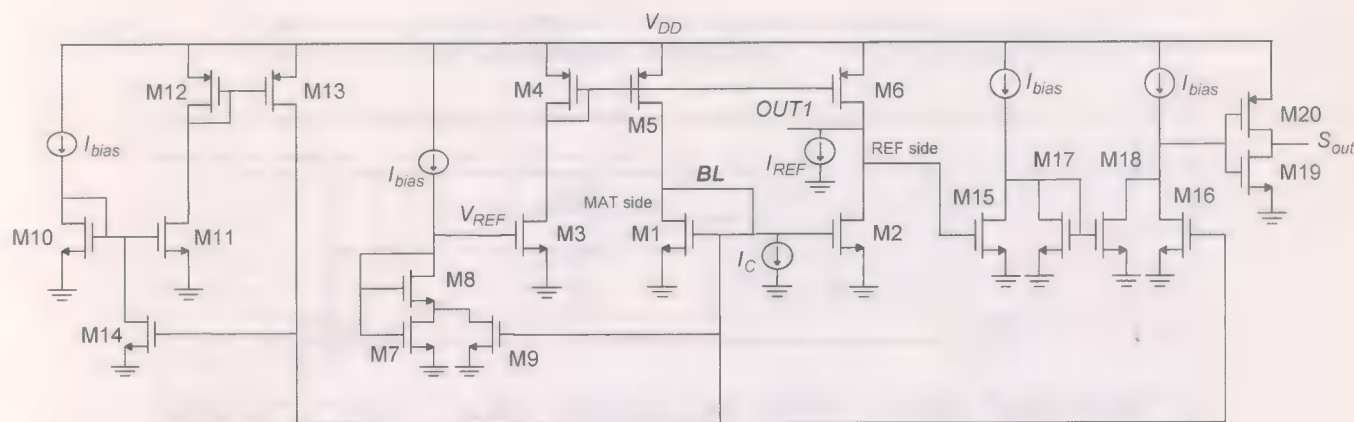 V_DD
M12
M13
M4
M5
M6
OUT1
I_bias
I_bias
M20
I_bias
I_bias
I_REF
REF side
M17
M18
S_out
M19
BL
V_REF
MAT side
M15
M16
M10
M11
M3
M1
M2
I_C
M8
M14
M7
M9